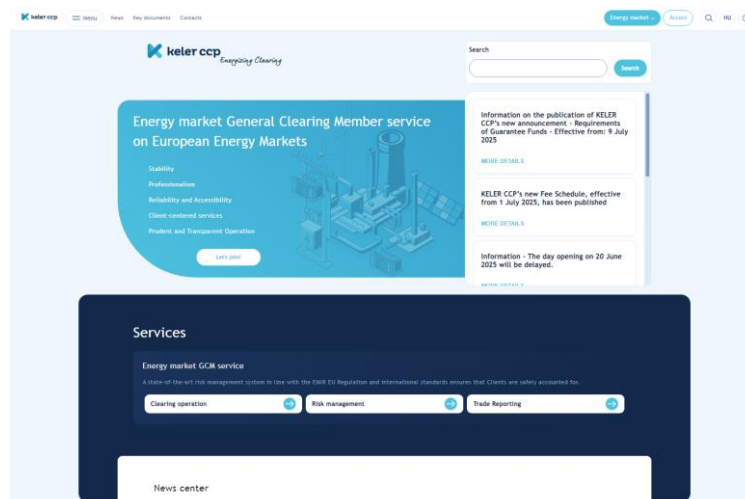 keler ccp
Menu
News
Key documents
Contacts
Energy market
Access
HU
keler ccp
Energizing Clearing
Search
Search
Energy market General Clearing Member service
on European Energy Markets
Stability
Professionalism
Reliability and Accessibility
Client-centered services
Prudent and Transparent Operation
Let's join!
Information on the publication of KELER
CCP's new announcement - Requirements
of Guarantee Funds - Effective from: 9 July
2025
MORE DETAILS
KELER CCP's new Fee Schedule, effective
from 1 July 2025, has been published
MORE DETAILS
Information - The day opening on 20 June
2025 will be delayed.
MORE DETAILS
Services
Energy market GCM service
A state-of-the-art risk management system in line with the EMIR EU Regulation and international standards ensures that Clients are safely accounted for.
Clearing operation
Risk management
Trade Reporting
News center